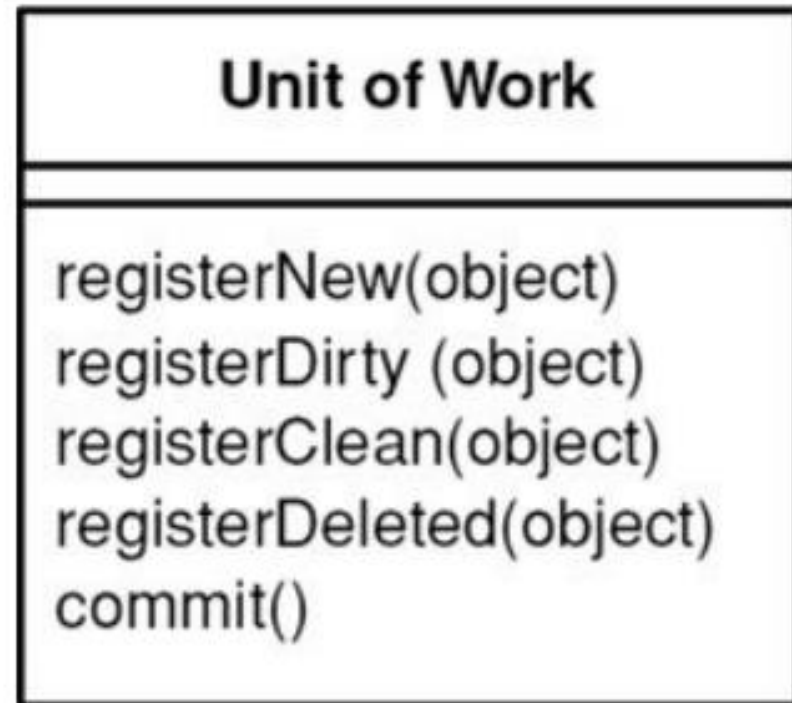 Unit of Work
registerNew(object)
registerDirty (object)
registerClean(object)
registerDeleted(object)
commit()